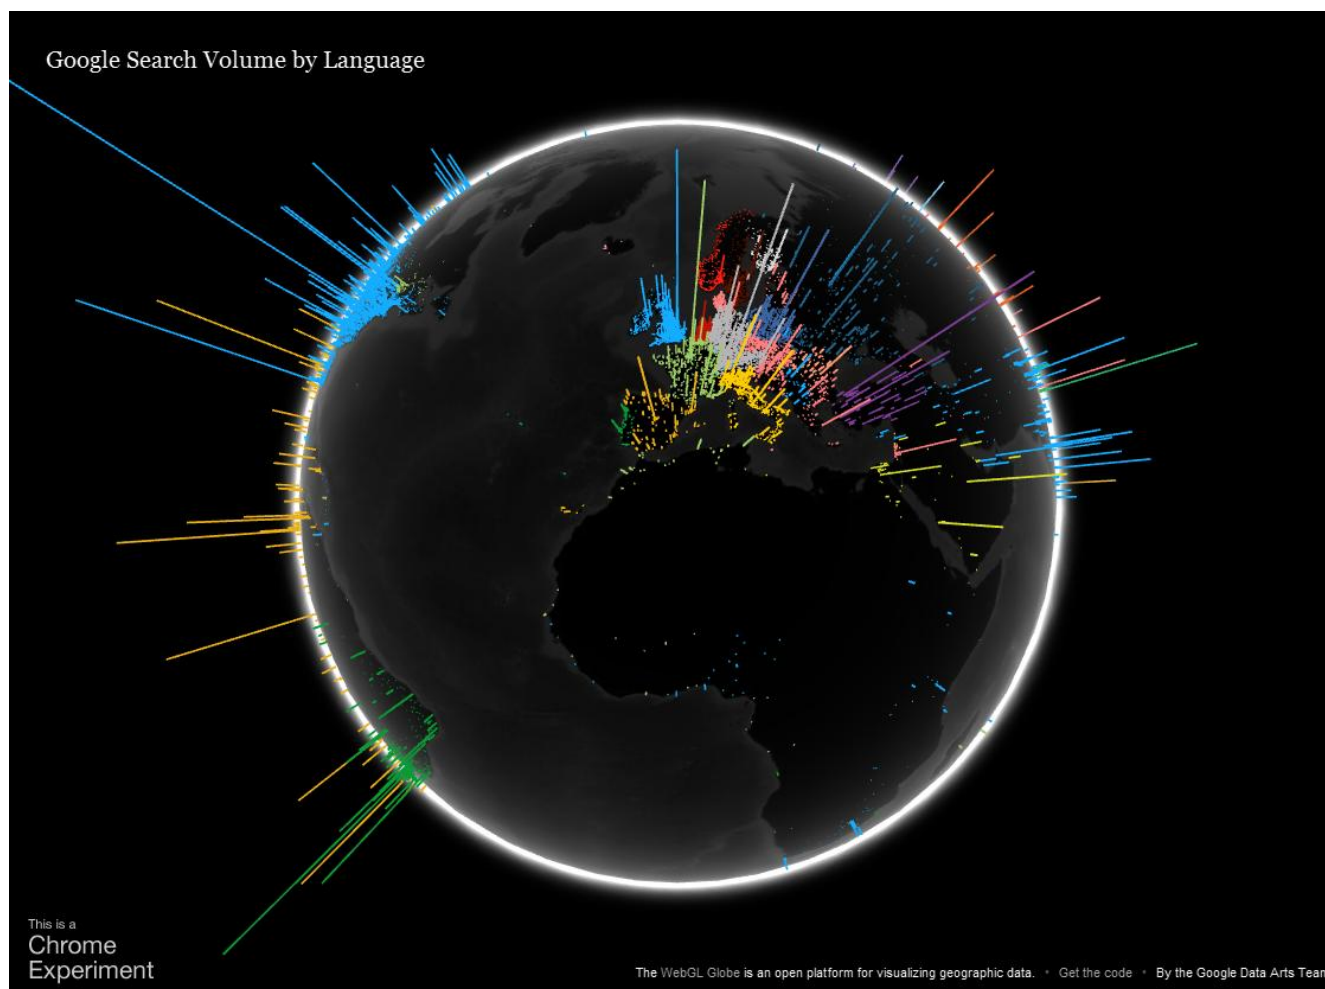 Google Search Volume by Language
This is a
Chrome
Experiment
The WebGL Globe is an open platform for visualizing geographic data. • Get the code • By the Google Data Arts Tear